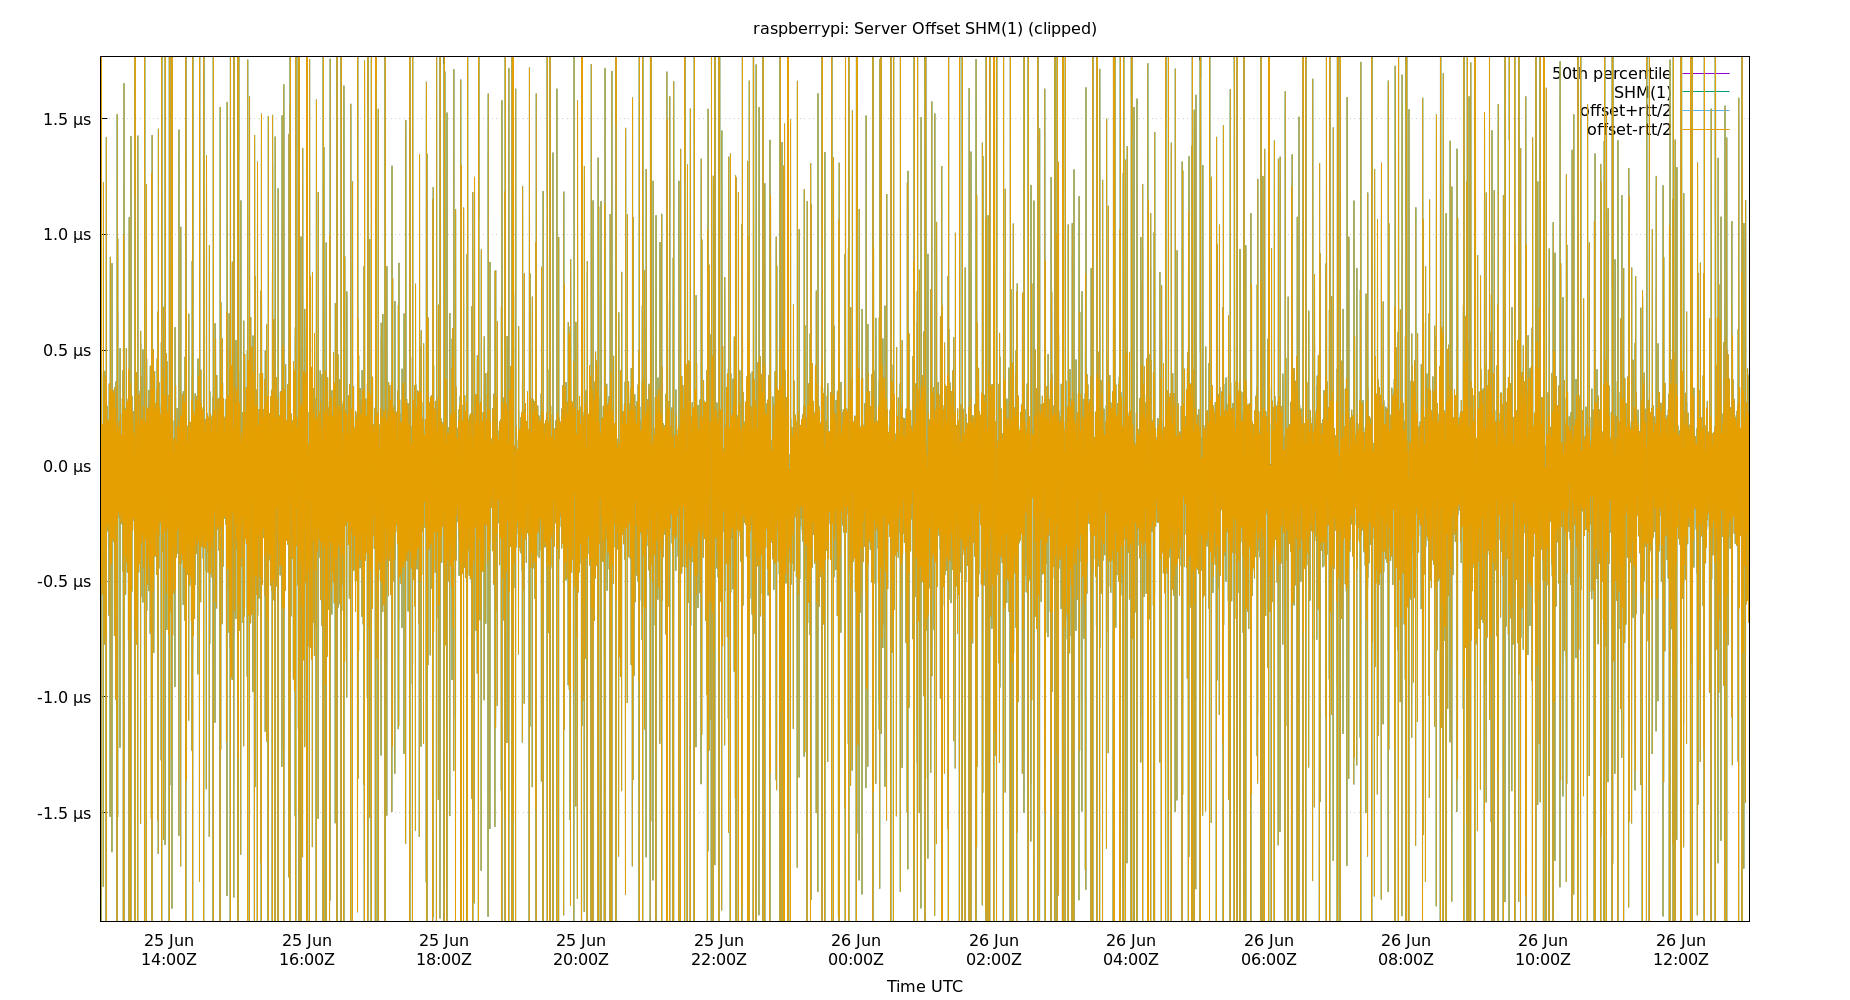 raspberrypi: Server Offset SHM(1) (clipped)
50th percentile
SHM(1)
offset+rtt/2
offset-rtt/2
1.5 µs
1.0 µs
0.5 µs
0.0 µs
-0.5 µs
-1.0 µs
-1.5 µs
25 Jun 25 Jun 25 Jun 25 Jun 25 Jun 26 Jun 26 Jun 26 Jun 26 Jun 26 Jun 26 Jun 26 Jun
14:00Z 16:00Z 18:00Z 20:00Z 22:00Z 00:00Z 02:00Z 04:00Z 06:00Z 08:00Z 10:00Z 12:00Z
Time UTC